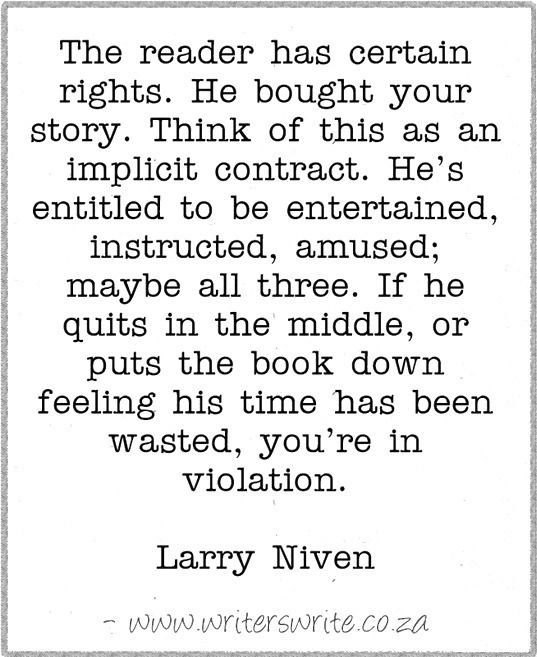 The reader has certain
rights. He bought your
story. Think of this as an
implicit contract. He's
entitled to be entertained,
instructed, amused;
maybe all three. If he
quits in the middle, or
puts the book down
feeling his time has been
wasted, you're in
violation.
Larry Niven
- www.writerswrite.co.za